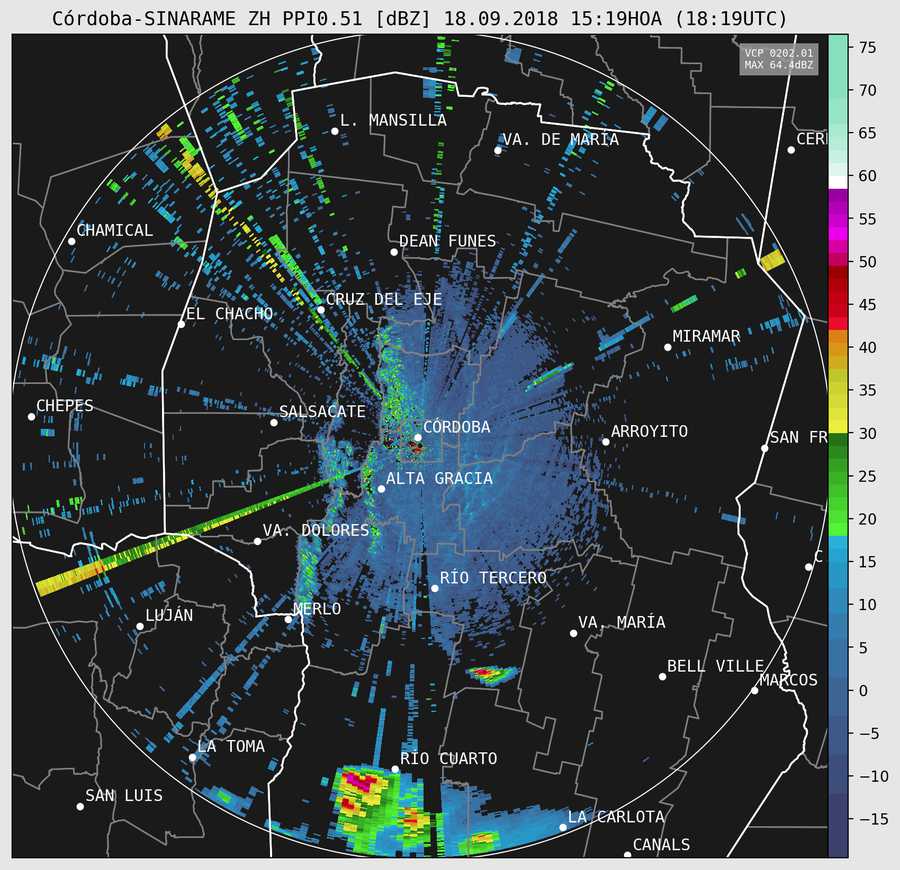 Córdoba-SINARAME ZH PPI0.51 [dBZ] 18.09.2018 15:19HOA (18:19UTC)
VCP 0202.01
MAX 64.4dBZ
75
70
65
60
55
50
45
40
35
30
25
20
15
10
5
0
−5
−10
−15
L. MANSILLA
VA. DE MARÍA
CER
CHAMICAL
DEAN FUNES
CRUZ DEL EJE
EL CHACHO
MIRAMAR
CHEPES
SALSACATE
CÓRDOBA
ARROYITO
SAN FR
ALTA GRACIA
VA. DOLORES
C
RÍO TERCERO
MERLO
LUJÁN
VA. MARÍA
BELL VILLE
MARCOS
LA TOMA
RÍO CUARTO
SAN LUIS
LA CARLOTA
CANALS